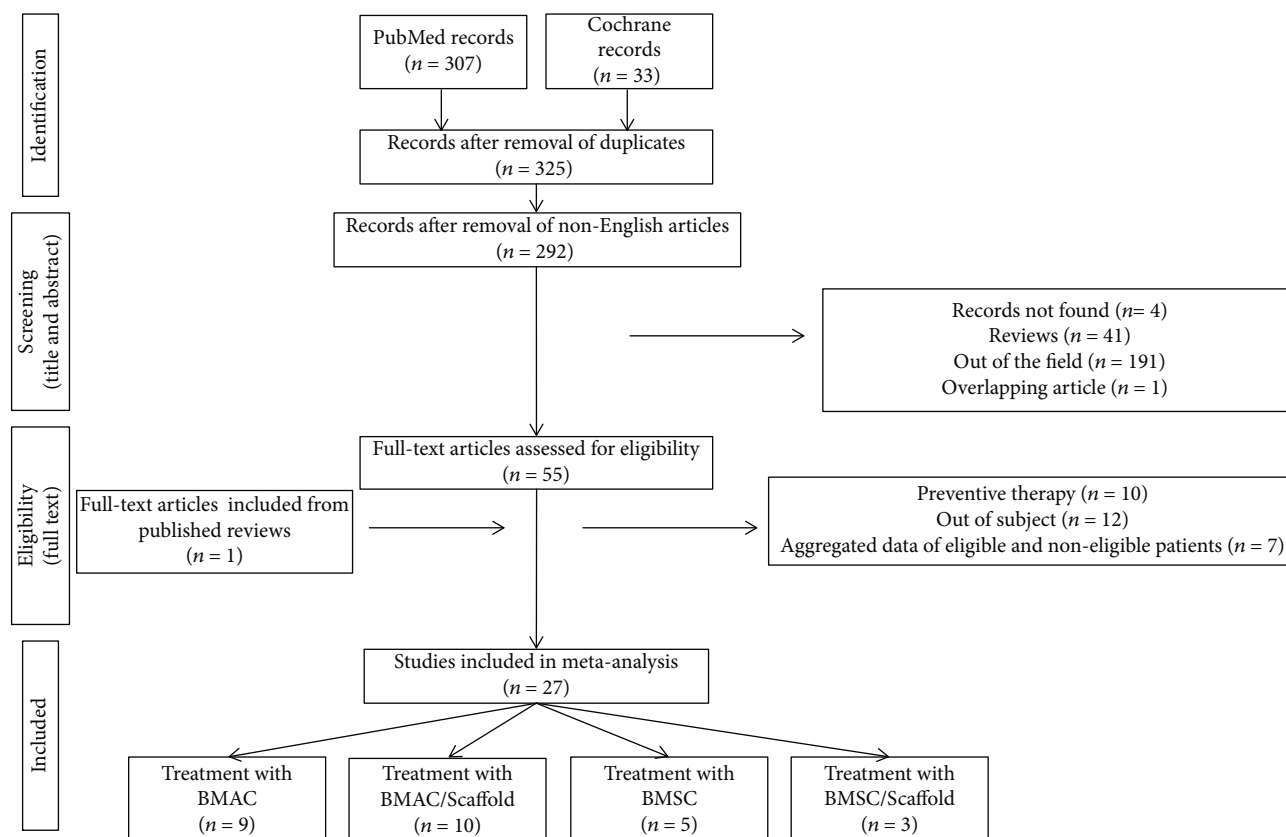 Identification
PubMed records
(n = 307)
Cochrane
records
(n = 33)
Records after removal of duplicates
(n = 325)
Screening
(title and abstract)
Records after removal of non-English articles
(n = 292)
Records not found (n= 4)
Reviews (n = 41)
Out of the field (n = 191)
Overlapping article (n = 1)
Eligibility
(full text)
Full-text articles assessed for eligibility
(n = 55)
Full-text articles included from
published reviews
(n = 1)
Preventive therapy (n = 10)
Out of subject (n = 12)
Aggregated data of eligible and non-eligible patients (n = 7)
Included
Studies included in meta-analysis
(n = 27)
Treatment with
BMAC
(n = 9)
Treatment with
BMAC/Scaffold
(n = 10)
Treatment with
BMSC
(n = 5)
Treatment with
BMSC/Scaffold
(n = 3)